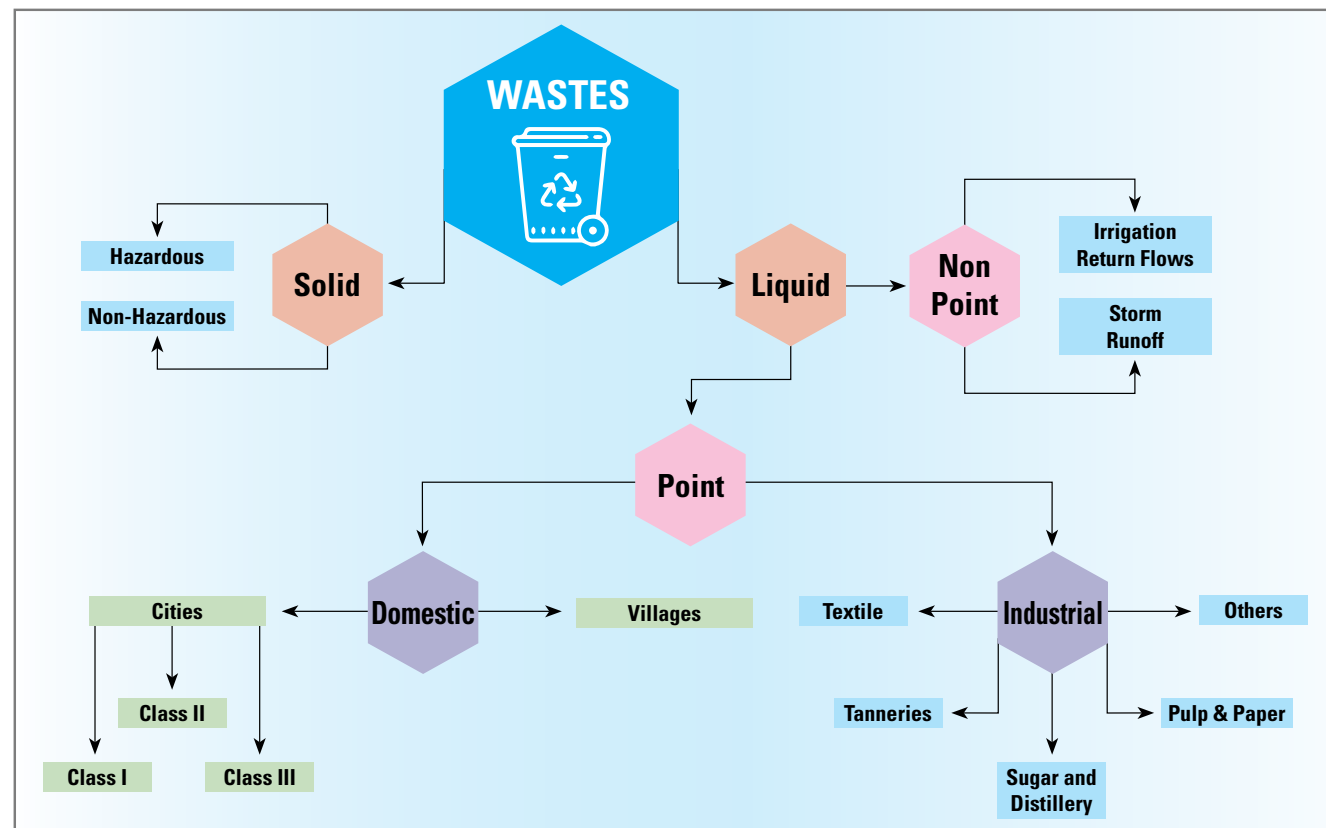 WASTES
Solid
Hazardous
Non-Hazardous
Liquid
Non
Point
Irrigation
Return Flows
Storm
Runoff
Point
Domestic
Cities
Villages
Class I
Class II
Class III
Industrial
Textile
Others
Tanneries
Pulp & Paper
Sugar and
Distillery